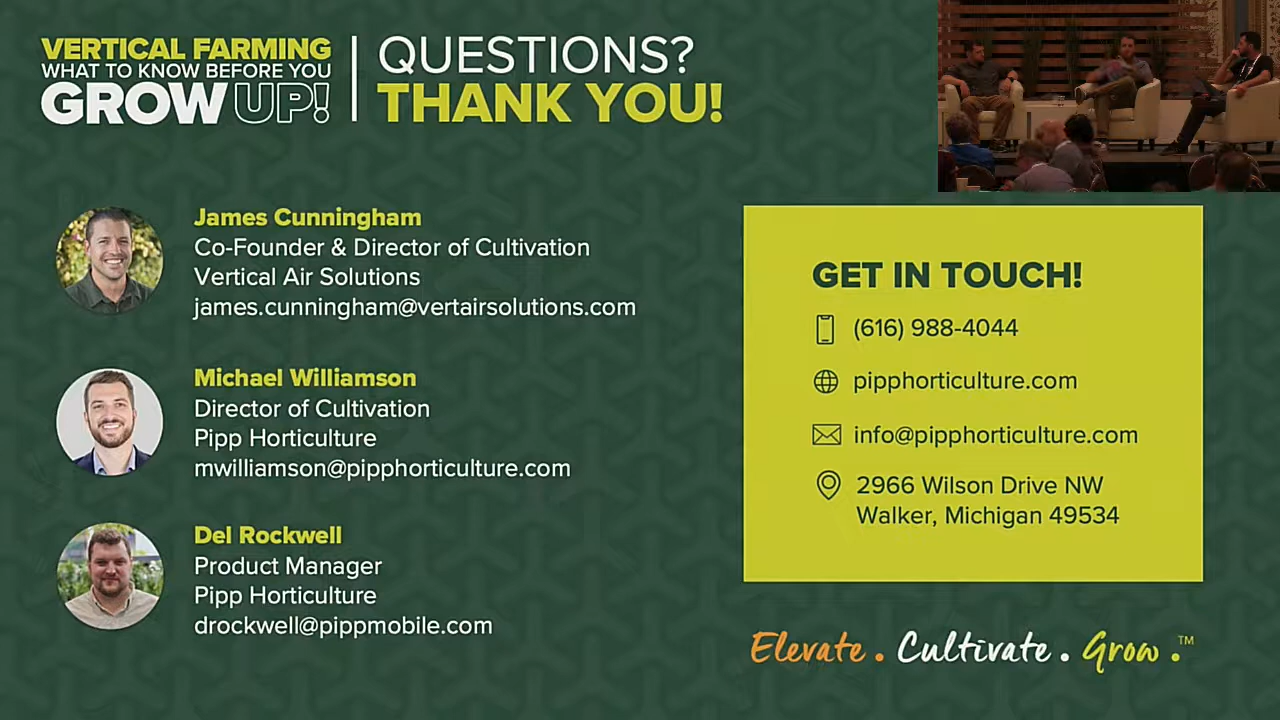 VERTICAL FARMING
WHAT TO KNOW BEFORE YOU
GROW UP!
QUESTIONS?
THANK YOU!
James Cunningham
Co-Founder & Director of Cultivation
Vertical Air Solutions
james.cunningham@vertairsolutions.com
Michael Williamson
Director of Cultivation
Pipp Horticulture
mwilliamson@pipphorticulture.com
Del Rockwell
Product Manager
Pipp Horticulture
drockwell@pippmobile.com
GET IN TOUCH!
(616) 988-4044
pipphorticulture.com
info@pipphorticulture.com
2966 Wilson Drive NW
Walker, Michigan 49534
Elevate . Cultivate . Grow .™